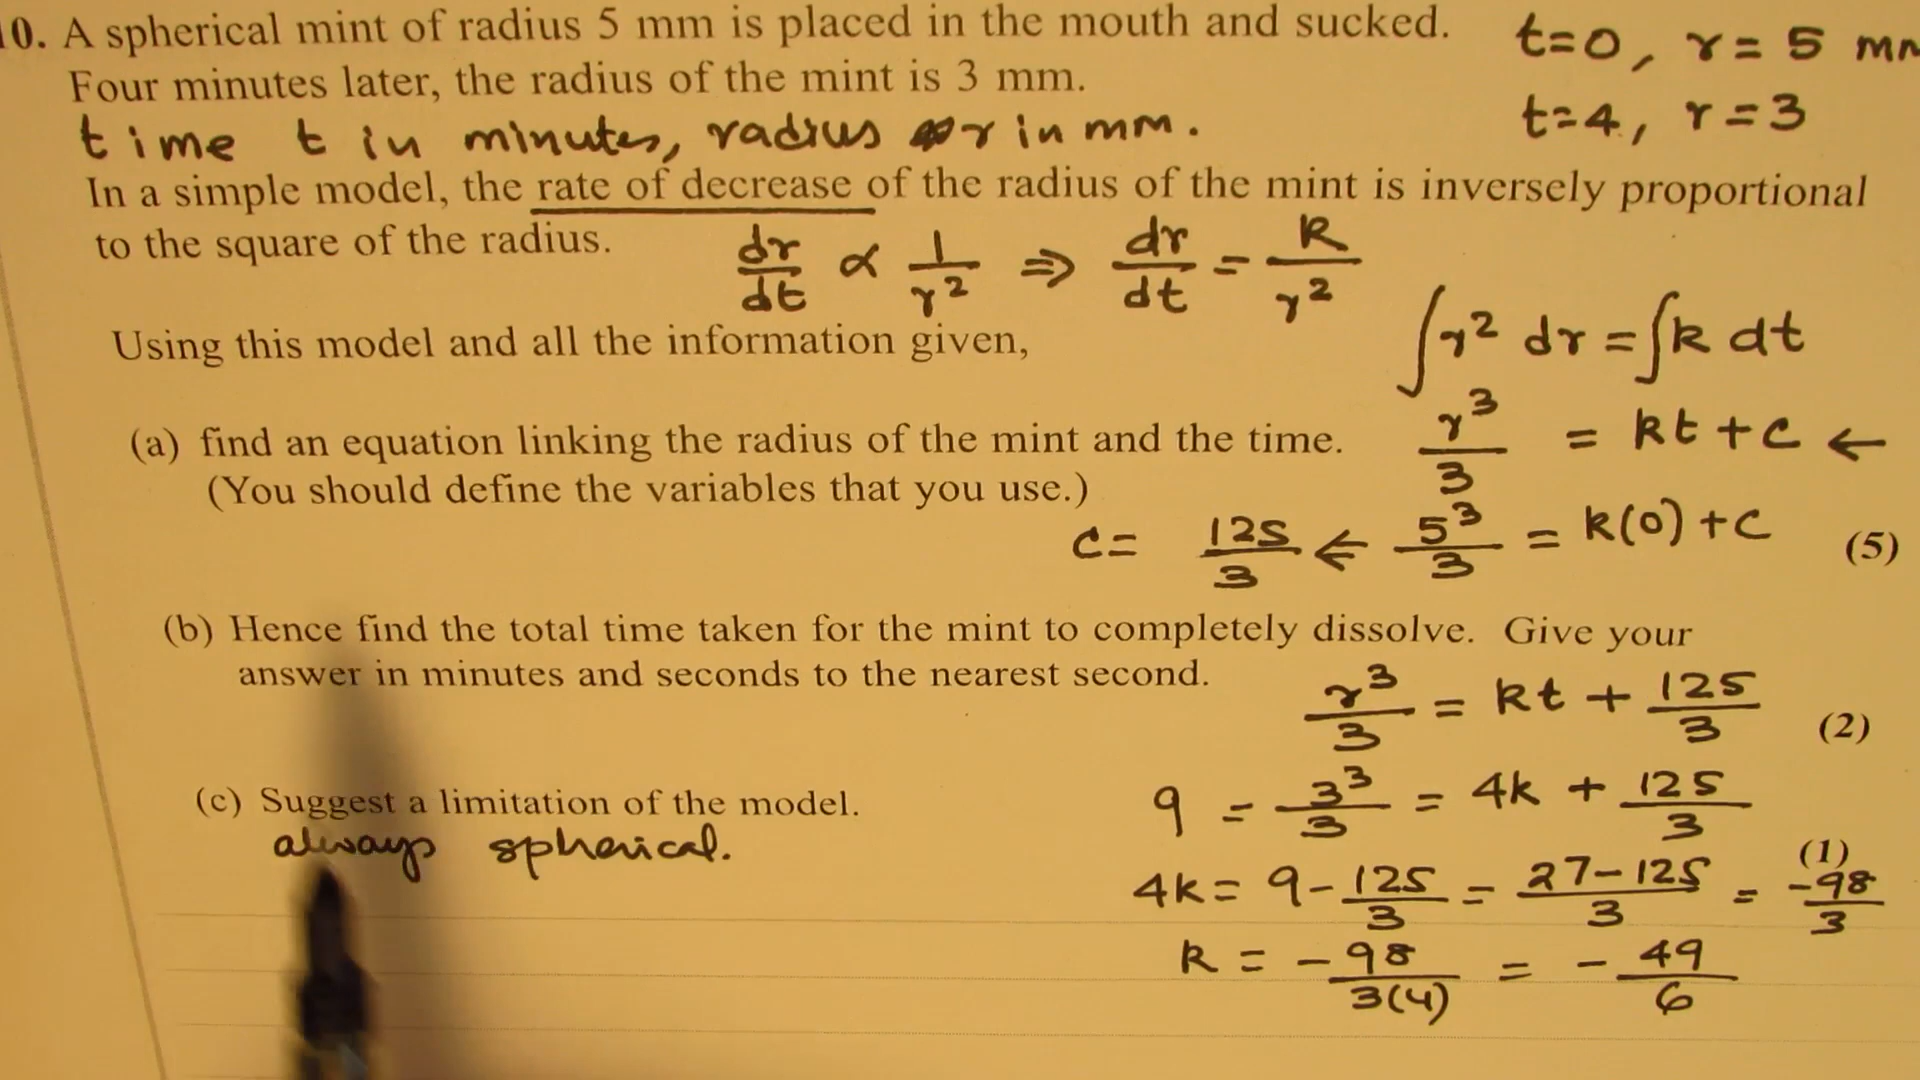 10. A spherical mint of radius 5 mm is placed in the mouth and sucked.
t=0, r = 5 mm
Four minutes later, the radius of the mint is 3 mm.
t=4, r = 3
time t in minutes, radius r in mm.
In a simple model, the rate of decrease of the radius of the mint is inversely proportional
to the square of the radius.
dr/dt ∝ 1/r² ⇒ dr/dt = k/r²
Using this model and all the information given,
∫r² dr = ∫k dt
(a) find an equation linking the radius of the mint and the time.
r³/3 = kt + c ←
(You should define the variables that you use.)
c = 125/3 ← 5³/3 = k(0) + c
(5)
(b) Hence find the total time taken for the mint to completely dissolve. Give your
answer in minutes and seconds to the nearest second.
r³/3 = kt + 125/3
(2)
(c) Suggest a limitation of the model.
always spherical.
9 = 3³/3 = 4k + 125/3
(1)
4k = 9 - 125/3 = 27-125/3 = -98/3
k = - 98/3(4) = - 49/6